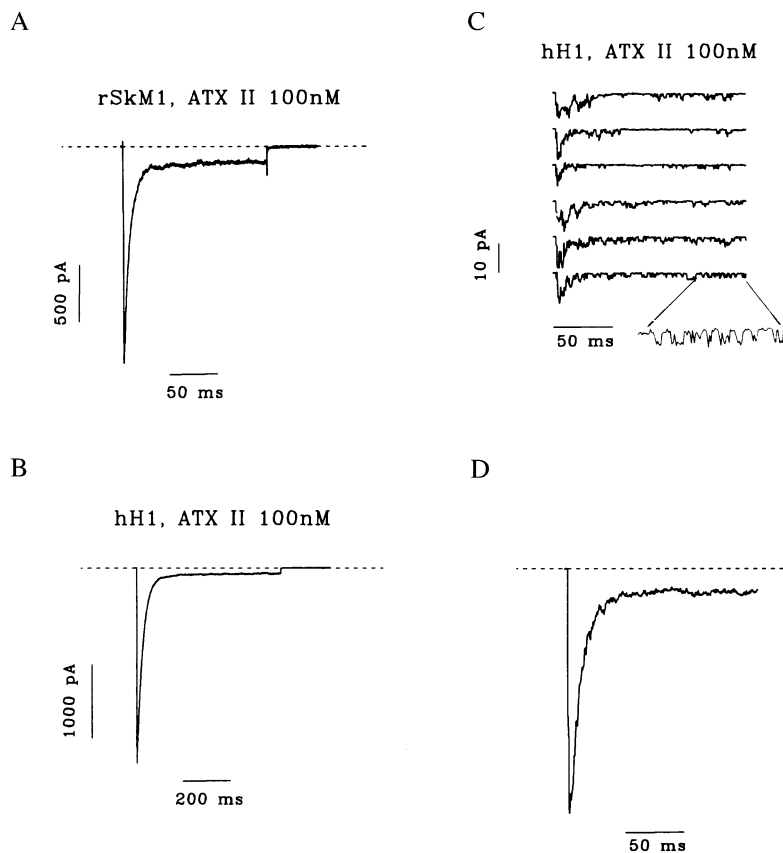 A
rSkM1, ATX II 100nM
500 pA
50 ms
B
hH1, ATX II 100nM
1000 pA
200 ms
C
hH1, ATX II 100nM
10 pA
50 ms
D
50 ms